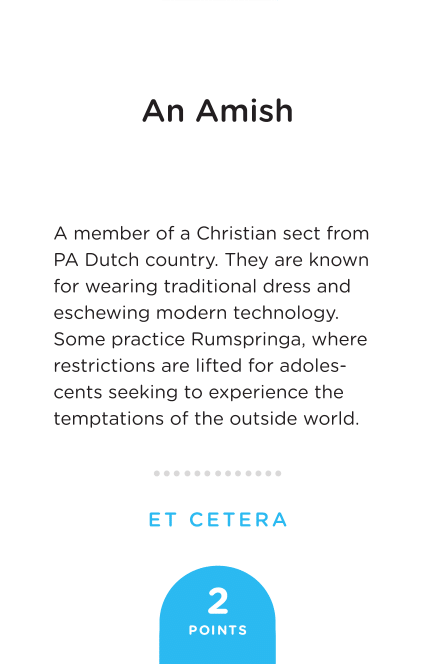 An Amish
A member of a Christian sect from
PA Dutch country. They are known
for wearing traditional dress and
eschewing modern technology.
Some practice Rumspringa, where
restrictions are lifted for adoles-
cents seeking to experience the
temptations of the outside world.
ET CETERA
2
POINTS